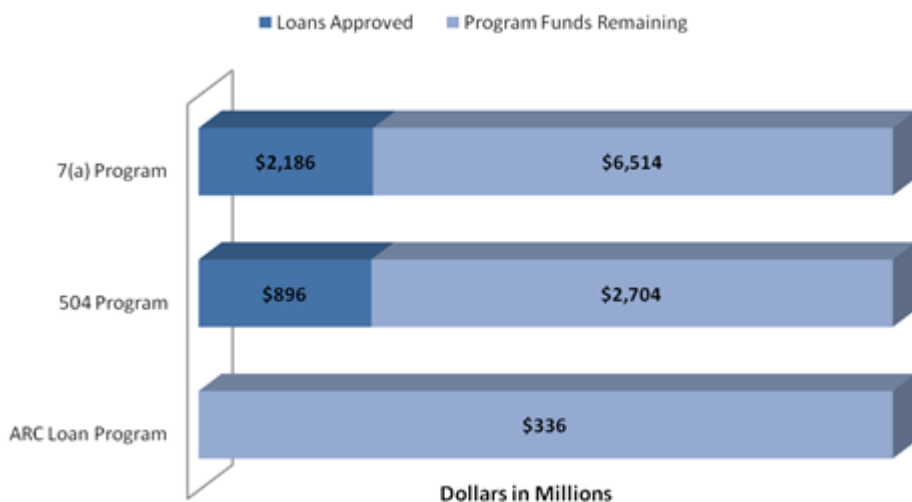 Loans Approved Program Funds Remaining
7(a) Program $2,186 $6,514
504 Program $896 $2,704
ARC Loan Program $336
Dollars in Millions